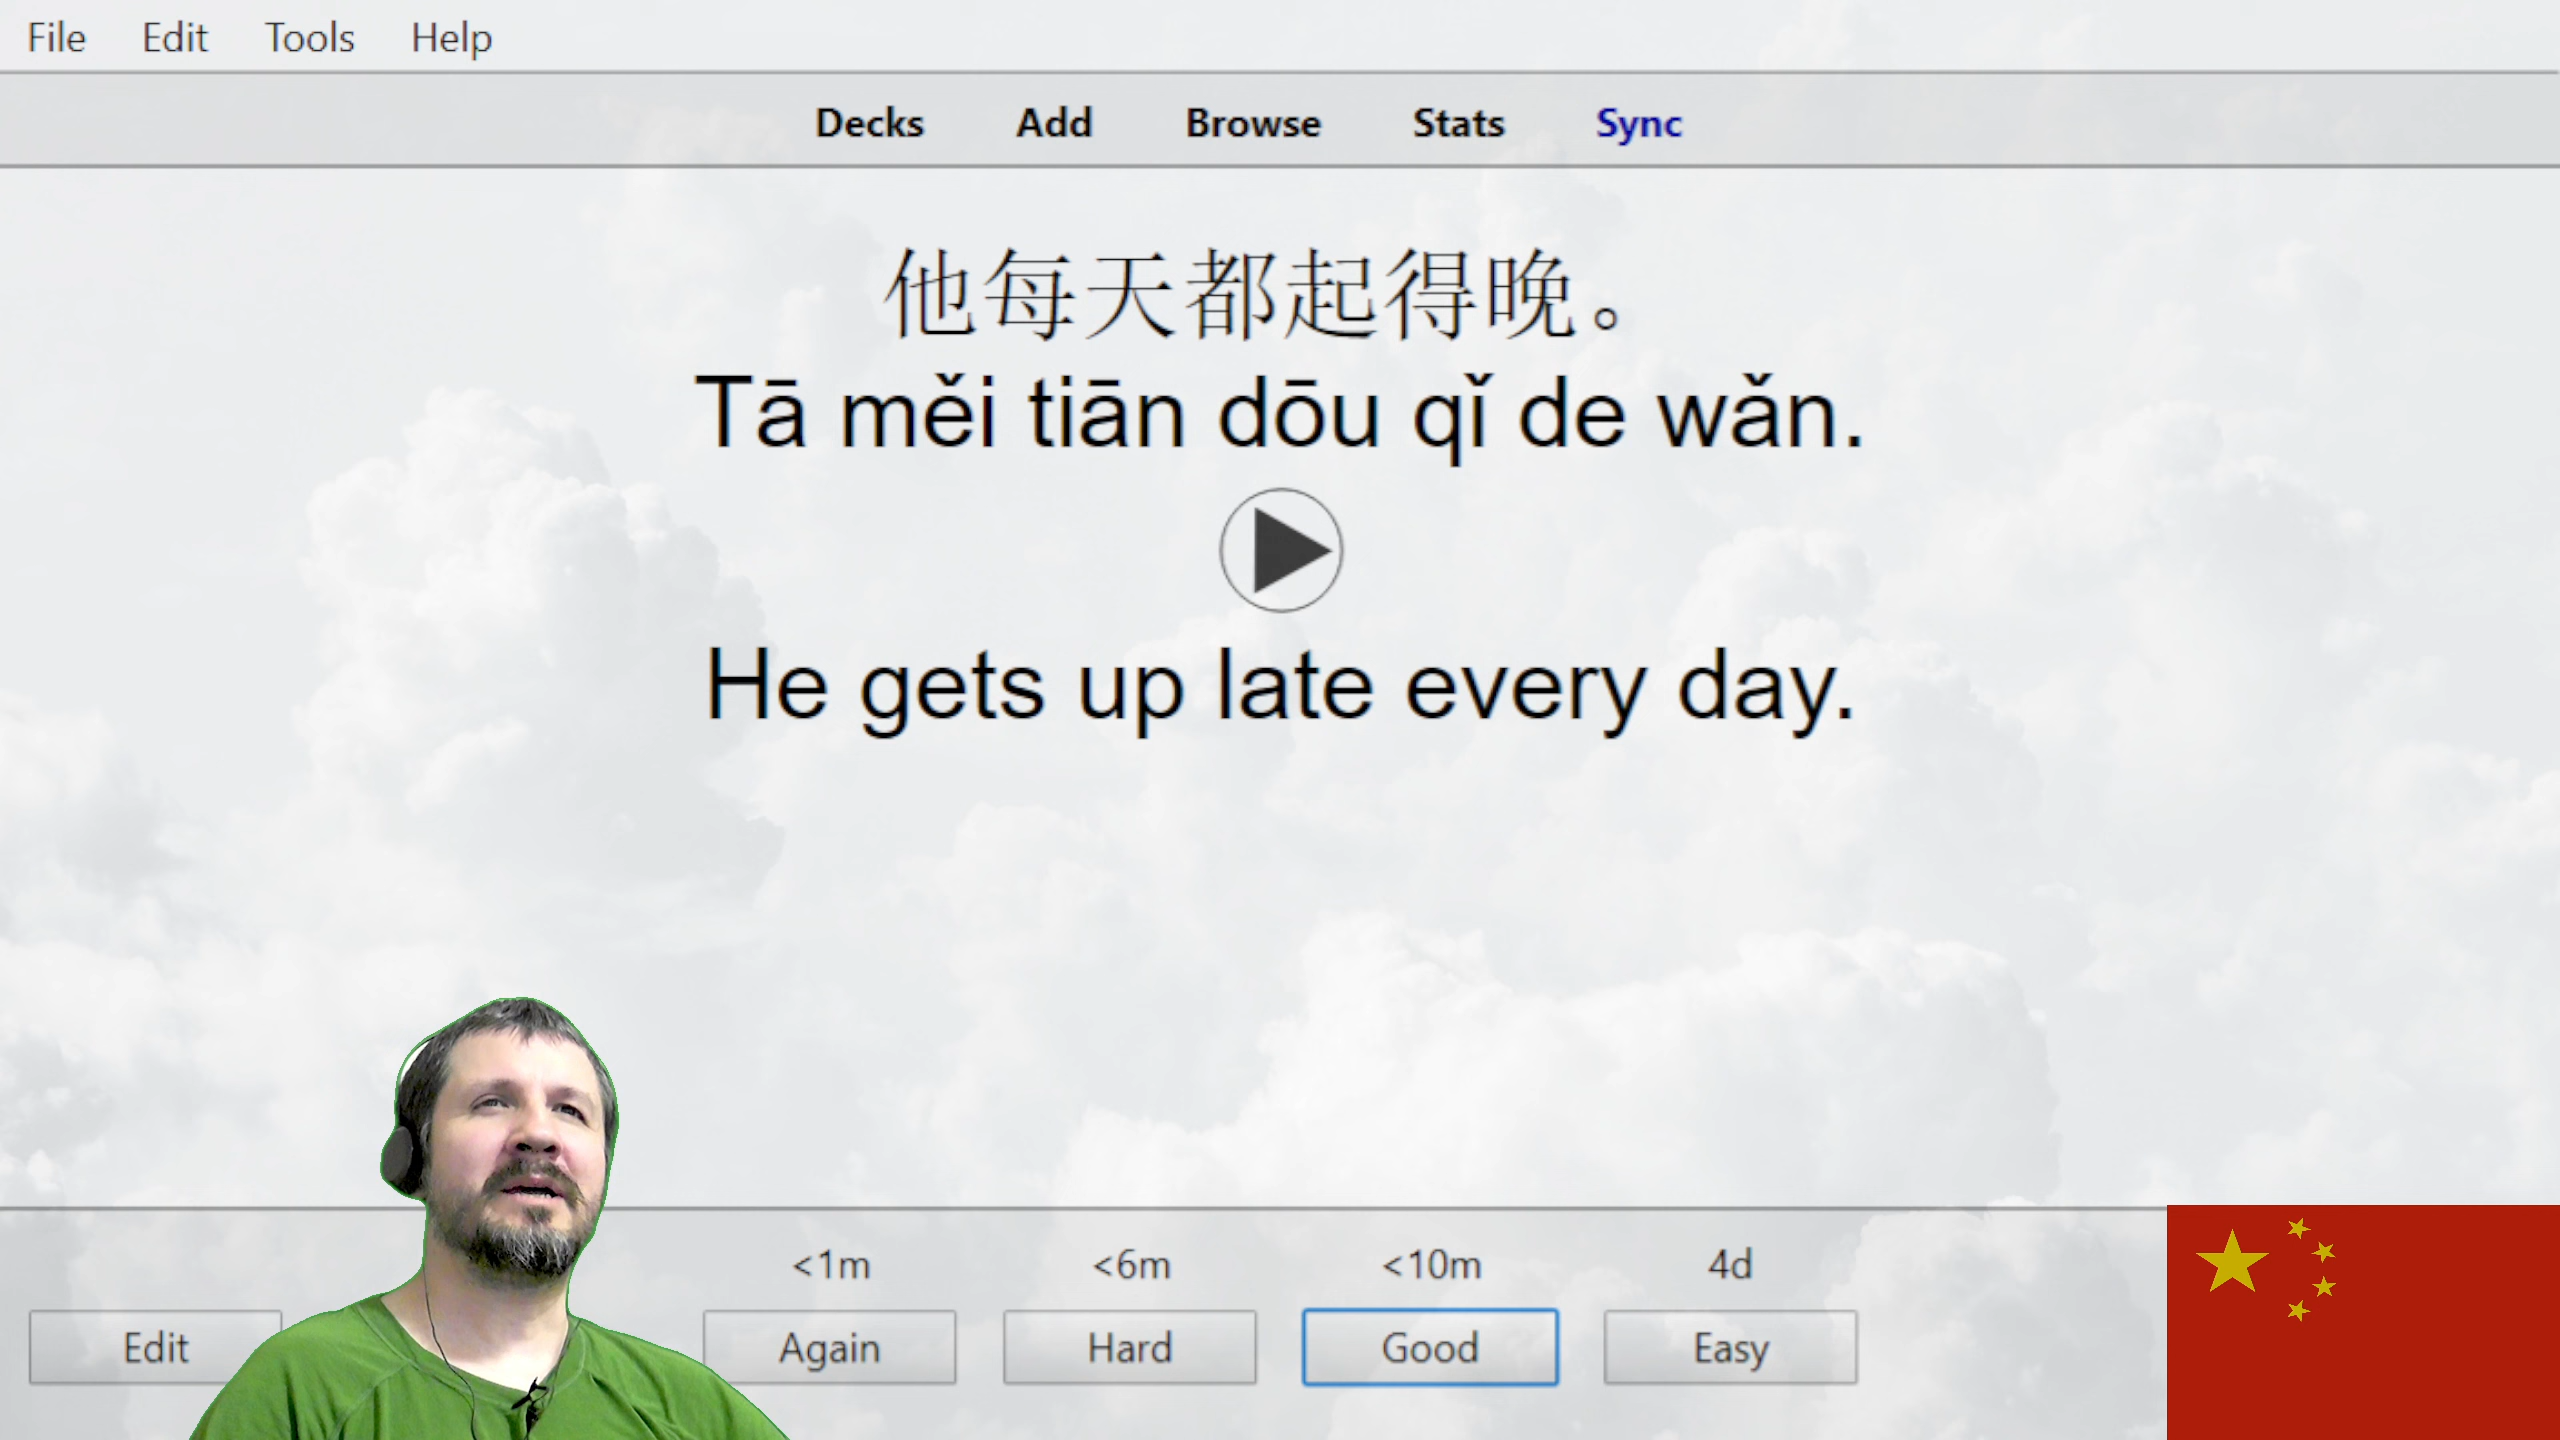 File Edit Tools Help
Decks Add Browse Stats Sync
他每天都起得晚。
Tā měi tiān dōu qǐ de wǎn.
He gets up late every day.
<1m <6m <10m 4d
Edit Again Hard Good Easy